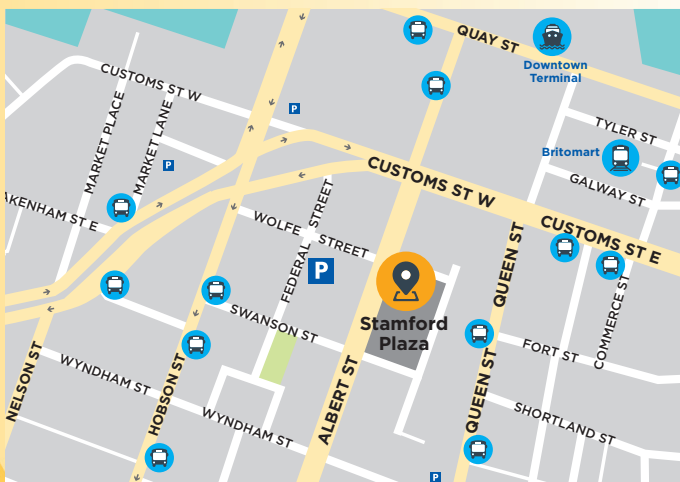 QUAY ST
Downtown
Terminal
CUSTOMS ST W
MARKET PLACE
MARKET LANE
P
TYLER ST
Britomart
P
GALWAY ST
CUSTOMS ST W
CUSTOMS ST E
AKENHAM ST E
WOLFE STREET
FEDERAL STREET
P
QUEEN ST
Stamford
Plaza
SWANSON ST
COMMERCE ST
FORT ST
NELSON ST
WYNDHAM ST
HOBSON ST
ALBERT ST
QUEEN ST
WYNDHAM ST
SHORTLAND ST
P